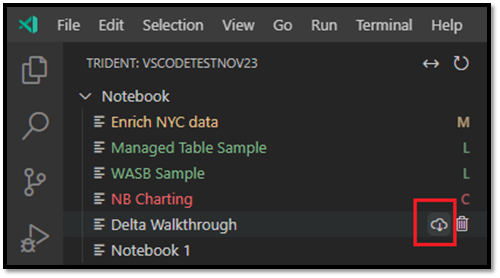 File Edit Selection View Go Run Terminal Help
TRIDENT: VSCODETESTNOV23
Notebook
Enrich NYC data M
Managed Table Sample L
WASB Sample L
NB Charting C
Delta Walkthrough
Notebook 1